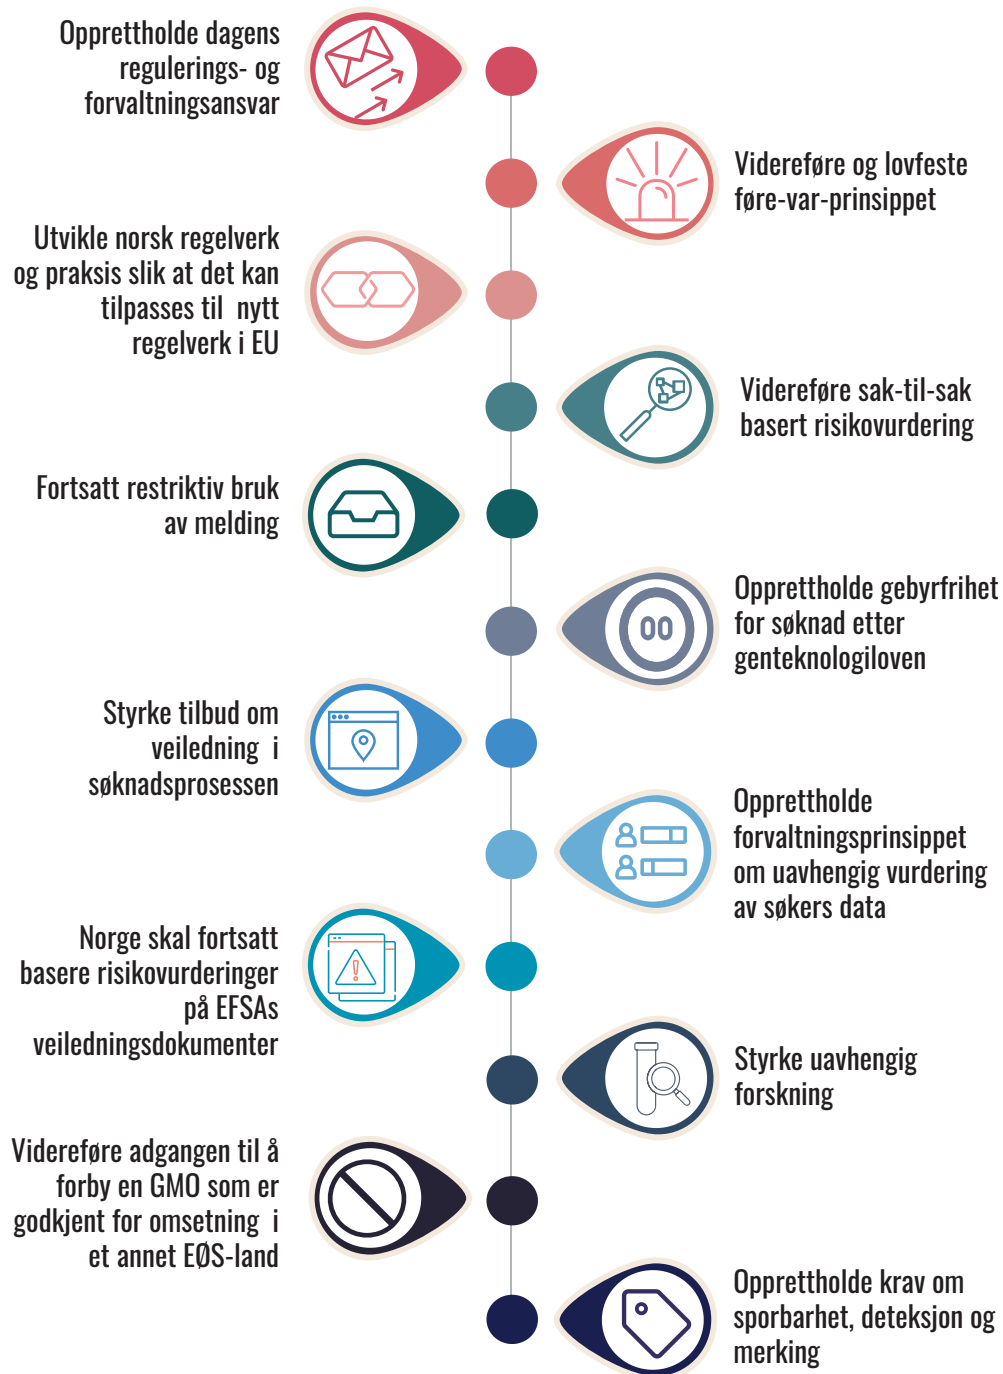 Opprettholde dagens
regulerings- og
forvaltningsansvar
Videreføre og lovfeste
føre-var-prinsippet
Utvikle norsk regelverk
og praksis slik at det kan
tilpasses til nytt
regelverk i EU
Videreføre sak-til-sak
basert risikovurdering
Fortsatt restriktiv bruk
av melding
Opprettholde gebyrfrihet
for søknad etter
genteknologiloven
00
Styrke tilbud om
veiledning i
søknadsprosessen
Opprettholde
forvaltningsprinsippet
om uavhengig vurdering
av søkers data
Norge skal fortsatt
basere risikovurderinger
på EFSAs
veiledningsdokumenter
Styrke uavhengig
forskning
Videreføre adgangen til å
forby en GMO som er
godkjent for omsetning i
et annet EØS-land
Opprettholde krav om
sporbarhet, deteksjon og
merking